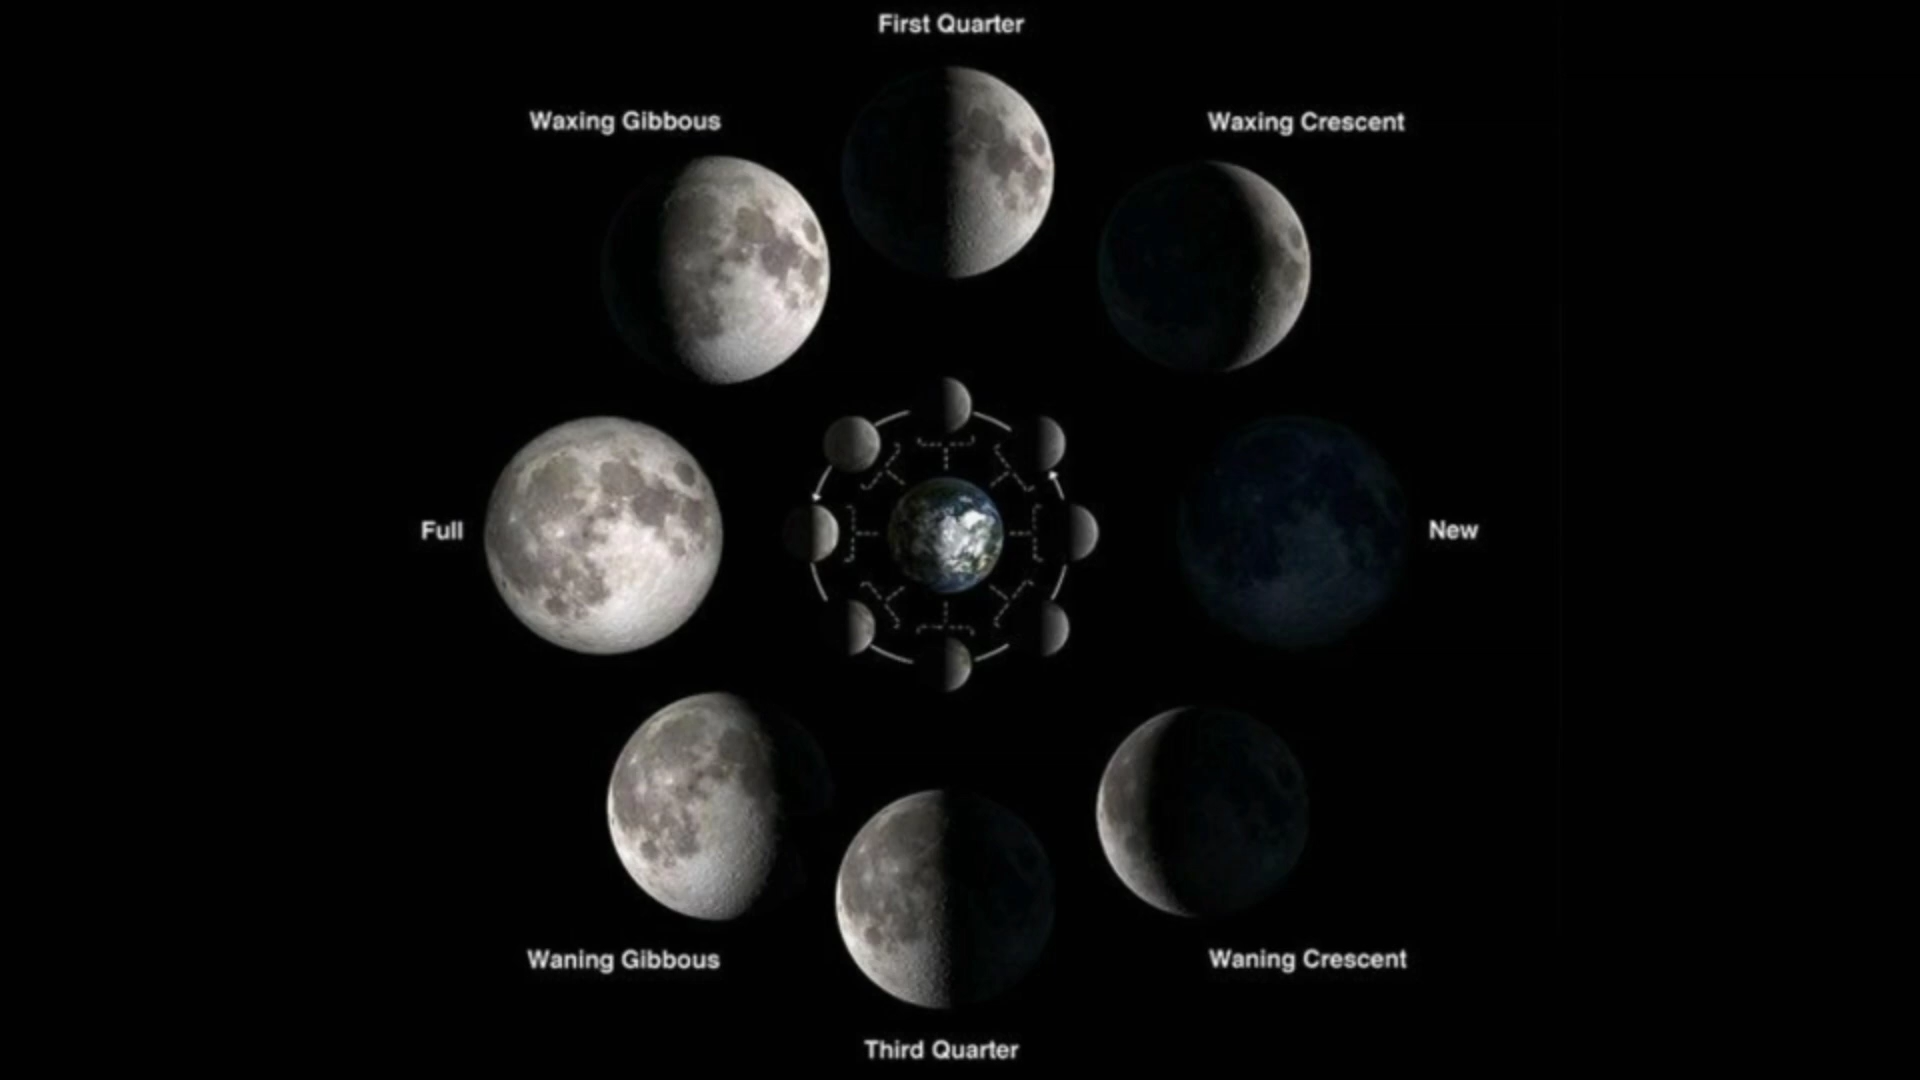 First Quarter
Waxing Gibbous
Waxing Crescent
Full
New
Waning Gibbous
Waning Crescent
Third Quarter